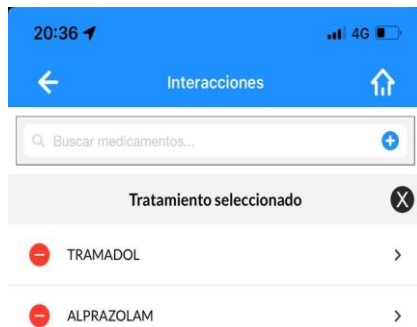 20:36 4G
Interacciones
Buscar medicamentos...
Tratamiento seleccionado X
TRAMADOL
ALPRAZOLAM